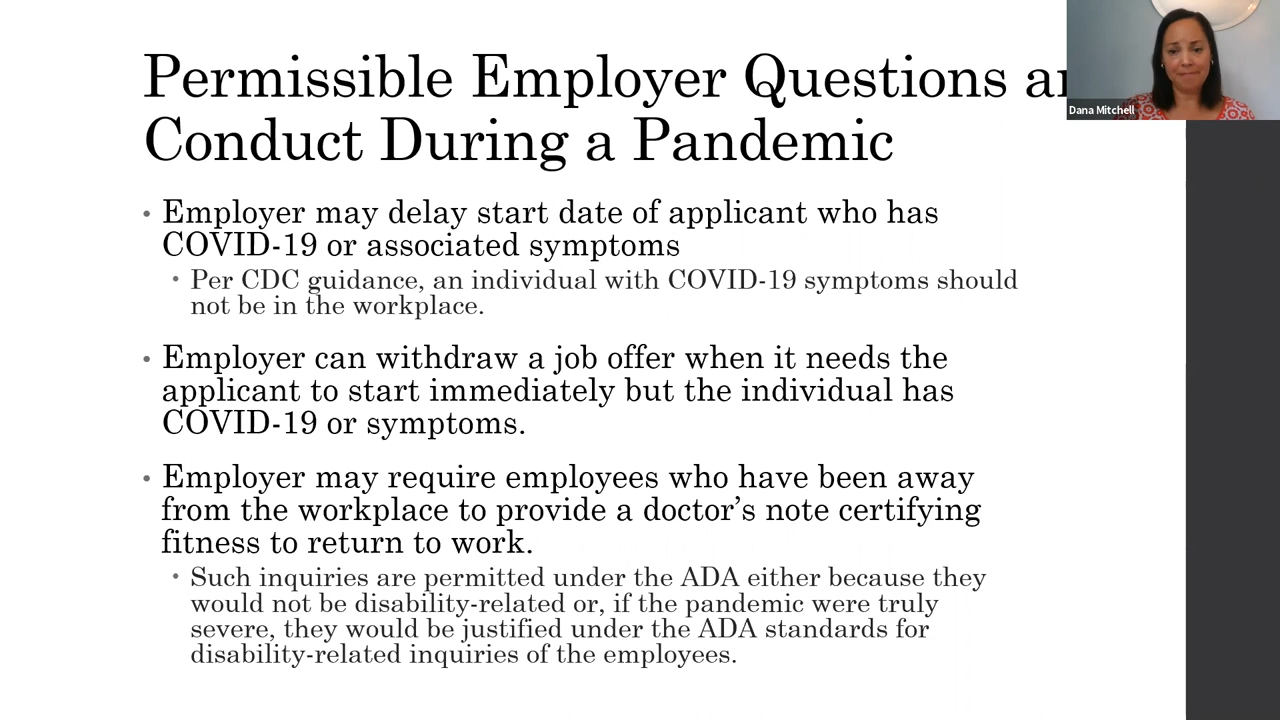 Permissible Employer Questions
Conduct During a Pandemic
Dana Mitchell
• Employer may delay start date of applicant who has
COVID-19 or associated symptoms
• Per CDC guidance, an individual with COVID-19 symptoms should
not be in the workplace.
• Employer can withdraw a job offer when it needs the
applicant to start immediately but the individual has
COVID-19 or symptoms.
• Employer may require employees who have been away
from the workplace to provide a doctor’s note certifying
fitness to return to work.
• Such inquiries are permitted under the ADA either because they
would not be disability-related or, if the pandemic were truly
severe, they would be justified under the ADA standards for
disability-related inquiries of the employees.